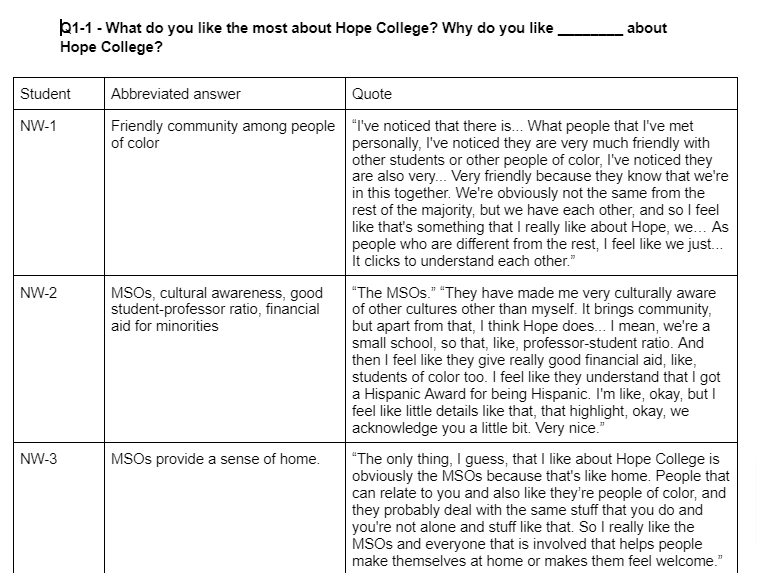 Q1-1 - What do you like the most about Hope College? Why do you like ________ about
Hope College?
Student
Abbreviated answer
Quote
NW-1
Friendly community among people
of color
“I've noticed that there is... What people that I've met
personally, I've noticed they are very much friendly with
other students or other people of color, I've noticed they
are also very... Very friendly because they know that we're
in this together. We're obviously not the same from the
rest of the majority, but we have each other, and so I feel
like that's something that I really like about Hope, we... As
people who are different from the rest, I feel like we just...
It clicks to understand each other.”
NW-2
MSOs, cultural awareness, good
student-professor ratio, financial
aid for minorities
“The MSOs.” “They have made me very culturally aware
of other cultures other than myself. It brings community,
but apart from that, I think Hope does... I mean, we're a
small school, so that, like, professor-student ratio. And
then I feel like they give really good financial aid, like,
students of color too. I feel like they understand that I got
a Hispanic Award for being Hispanic. I'm like, okay, but I
feel like little details like that, that highlight, okay, we
acknowledge you a little bit. Very nice.”
NW-3
MSOs provide a sense of home.
“The only thing, I guess, that I like about Hope College is
obviously the MSOs because that's like home. People that
can relate to you and also like they're people of color, and
they probably deal with the same stuff that you do and
you're not alone and stuff like that. So I really like the
MSOs and everyone that is involved that helps people
make themselves at home or makes them feel welcome.”